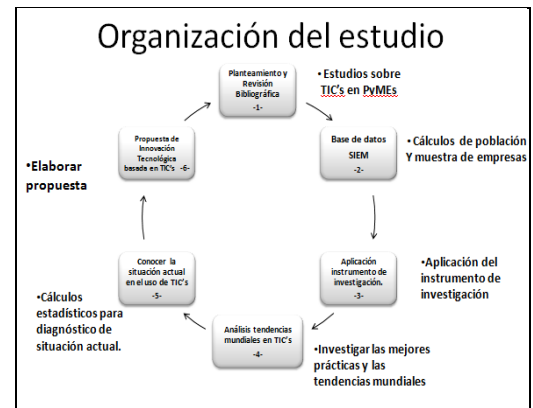 Organización del estudio
Planteamiento y
Revisión
Bibliográfica
-1-
•Estudios sobre
TIC's en PyMEs
Base de datos
SIEM
-2-
•Cálculos de población
Y muestra de empresas
Aplicación
instrumento de
investigación.
-3-
•Aplicación del
instrumento de
investigación
Análisis tendencias
mundiales en TIC's
-4-
•Investigar las mejores
prácticas y las
tendencias mundiales
Conocer la
situación actual
en el uso de TIC's
-5-
•Cálculos
estadísticos para
diagnóstico de
situación actual.
Propuesta de
Innovación
Tecnológica
basada en TIC's -6-
•Elaborar
propuesta